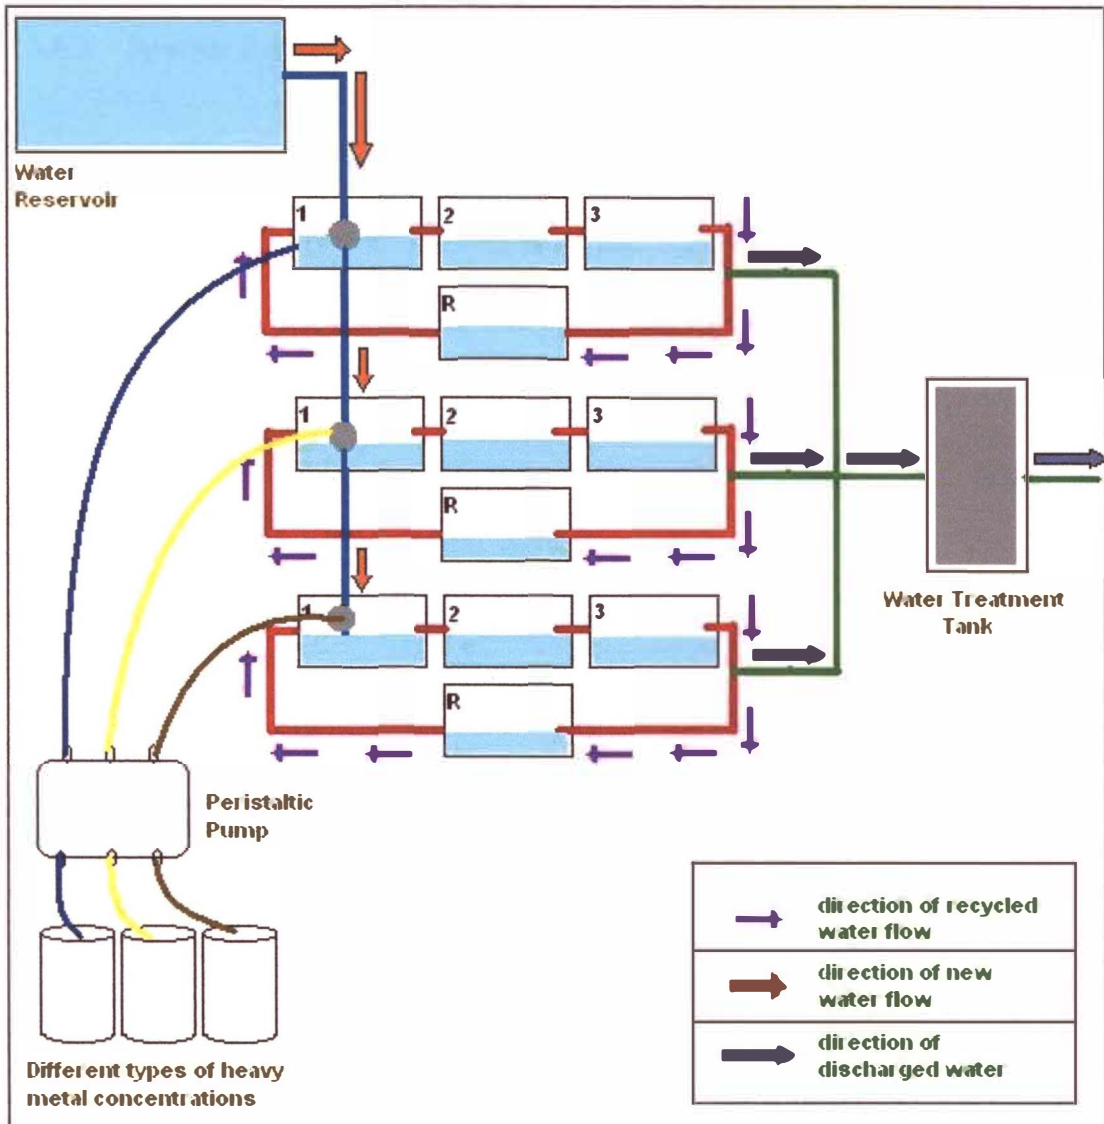 Water
Reservoir
1
2
3
R
1
2
3
R
1
2
3
R
Water Treatment
Tank
Peristaltic
Pump
Different types of heavy
metal concentrations
direction of recycled
water flow
direction of new
water flow
direction of
discharged water